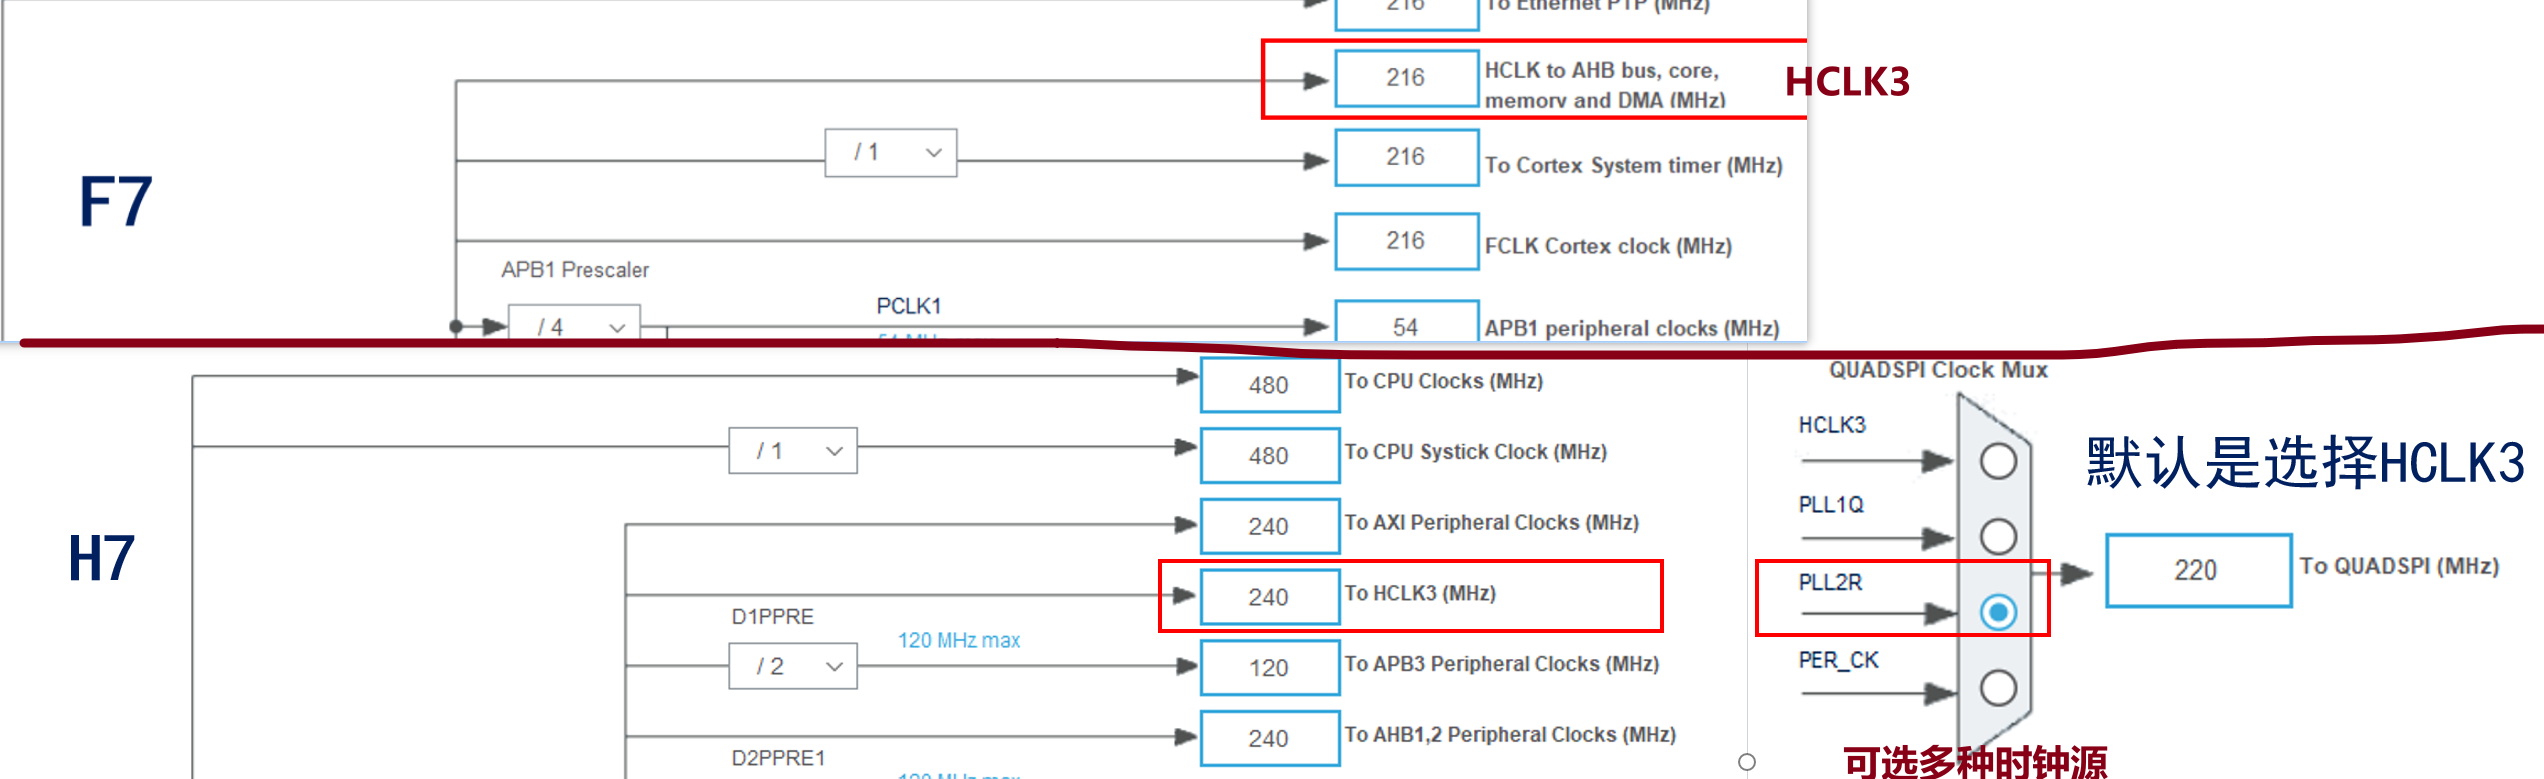 216
To Ethernet PTP (MHz)
216
HCLK to AHB bus, core,
memory and DMA (MHz)
HCLK3
/ 1
216
To Cortex System timer (MHz)
F7
216
FCLK Cortex clock (MHz)
APB1 Prescaler
/ 4
PCLK1
54
APB1 peripheral clocks (MHz)
480
To CPU Clocks (MHz)
/ 1
480
To CPU Systick Clock (MHz)
240
To AXI Peripheral Clocks (MHz)
H7
240
To HCLK3 (MHz)
D1PPRE
/ 2
120 MHz max
120
To APB3 Peripheral Clocks (MHz)
240
To AHB1,2 Peripheral Clocks (MHz)
D2PPRE1
120 MHz max
QUADSPI Clock Mux
HCLK3
默认是选择HCLK3
PLL1Q
PLL2R
220
To QUADSPI (MHz)
PER_CK
可选多种时钟源